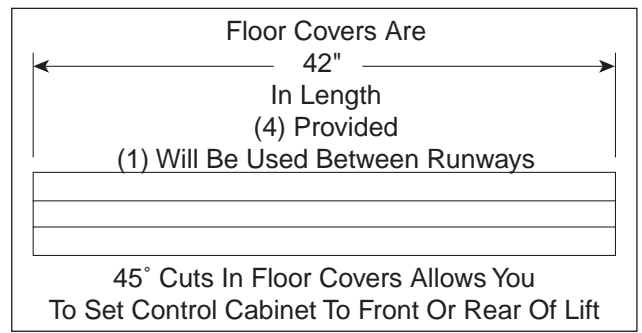 Floor Covers Are
42"
In Length
(4) Provided
(1) Will Be Used Between Runways
45° Cuts In Floor Covers Allows You
To Set Control Cabinet To Front Or Rear Of Lift